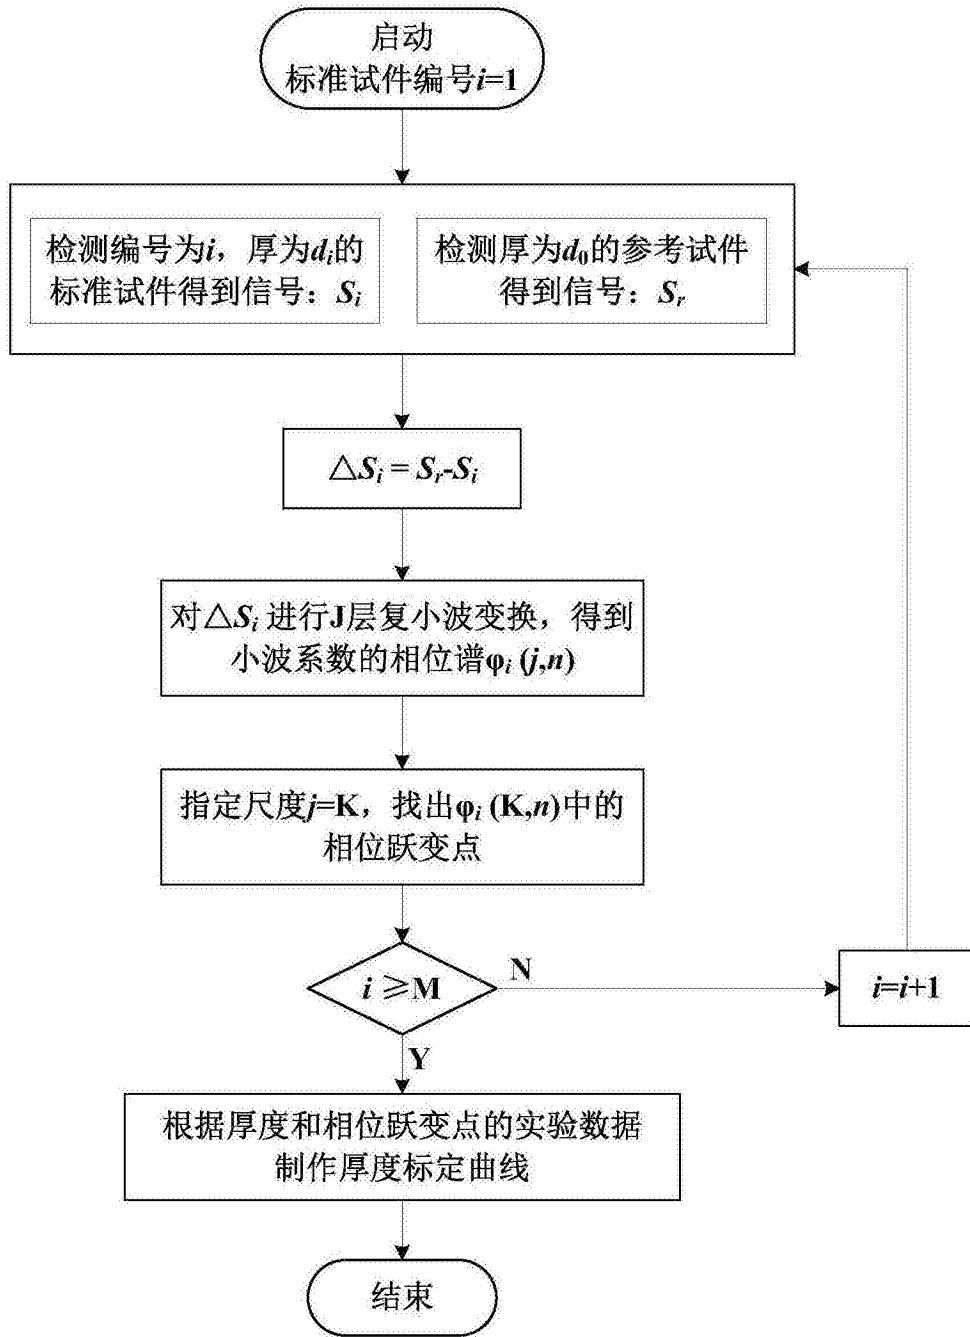 启动
标准试件编号i=1
检测编号为i，厚为di的
标准试件得到信号：Si
检测厚为d0的参考试件
得到信号：Sr
△Si = Sr-Si
对△Si 进行J层复小波变换，得到
小波系数的相位谱φi (j,n)
指定尺度j=K，找出φi (K,n)中的
相位跃变点
i ≥M
N
i=i+1
Y
根据厚度和相位跃变点的实验数据
制作厚度标定曲线
结束